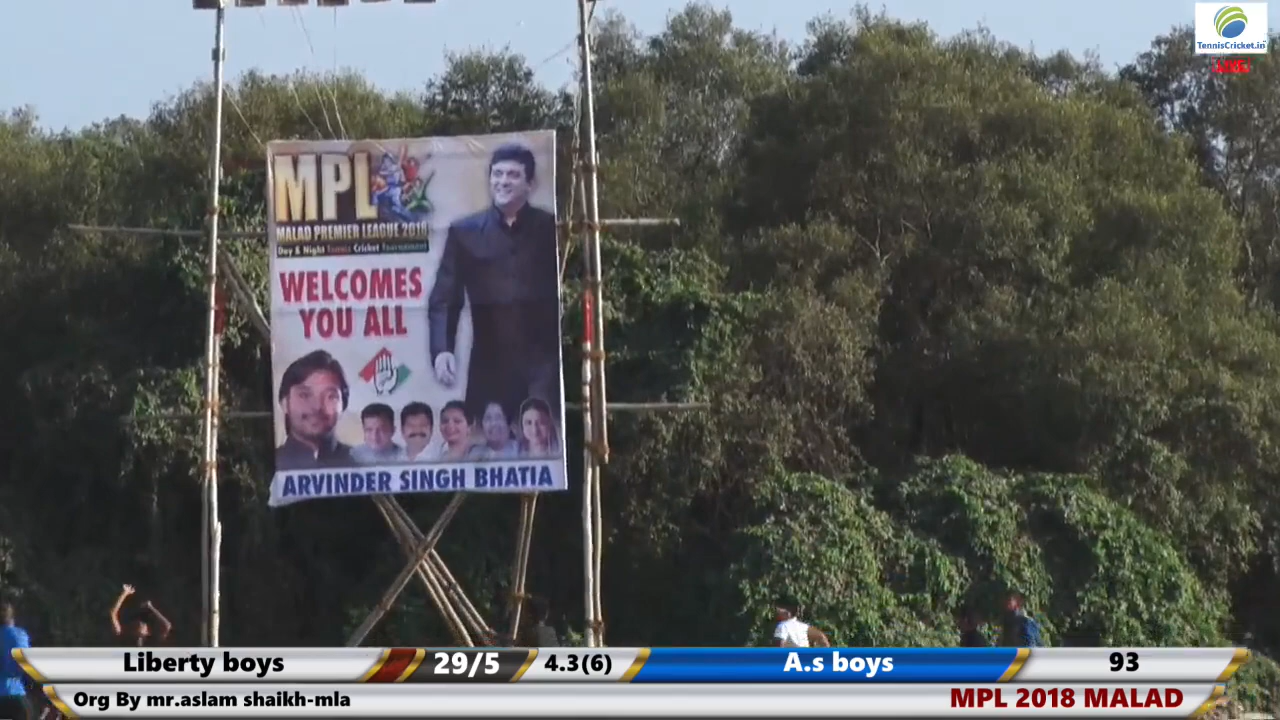 TennisCricket.in
LIVE
MPL
MALAD PREMIER LEAGUE 2018
Day & Night Tennis Cricket Tournament
WELCOMES
YOU ALL
ARVINDER SINGH BHATIA
Liberty boys 29/5 4.3(6) A.s boys 93
Org By mr.aslam shaikh-mla MPL 2018 MALAD